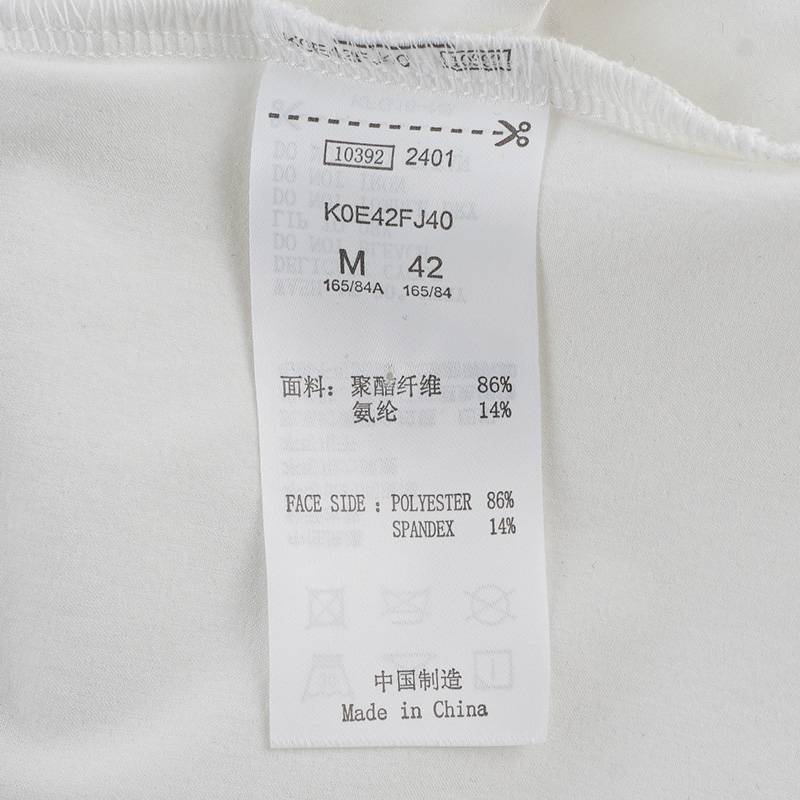 10392 2401
K0E42FJ40
M 42
165/84A 165/84
面料：聚酯纤维 86%
氨纶 14%
FACE SIDE : POLYESTER 86%
SPANDEX 14%
中国制造
Made in China